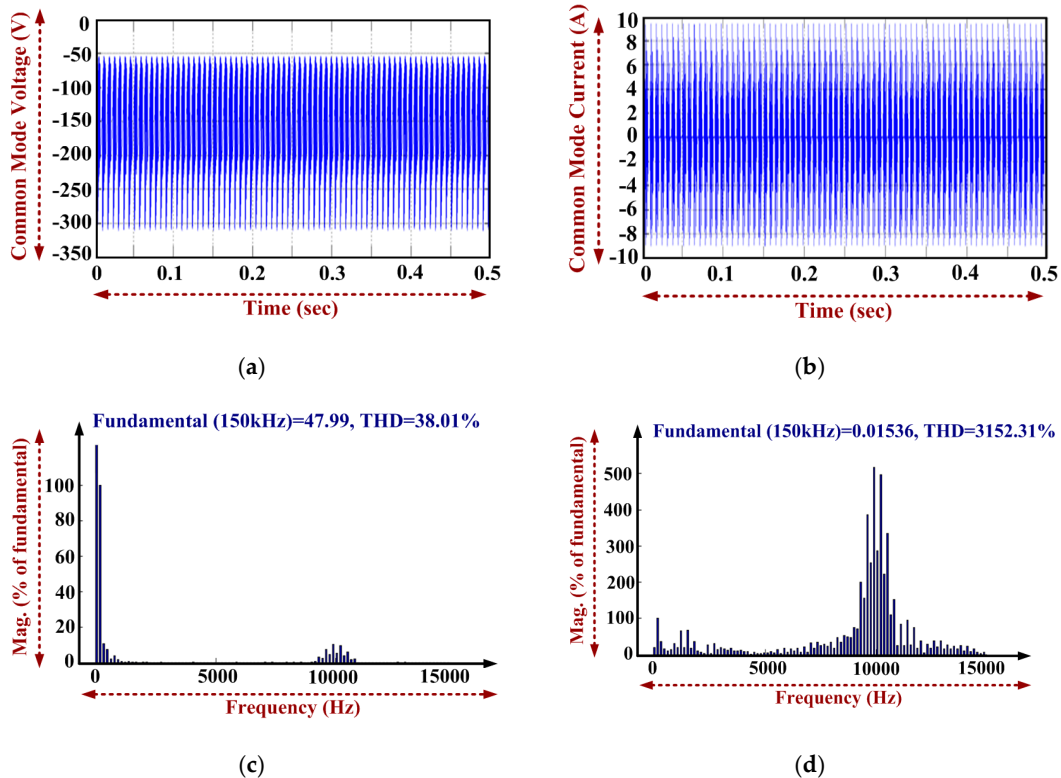 Common Mode Voltage (V)
0
-50
-100
-150
-200
-250
-300
-350
0 0.1 0.2 0.3 0.4 0.5
Time (sec)
(a)
Common Mode Current (A)
10
8
6
4
2
0
-2
-4
-6
-8
-10
0 0.1 0.2 0.3 0.4 0.5
Time (sec)
(b)
Fundamental (150kHz)=47.99, THD=38.01%
Mag. (% of fundamental)
100
80
60
40
20
0
0 5000 10000 15000
Frequency (Hz)
(c)
Fundamental (150kHz)=0.01536, THD=3152.31%
Mag. (% of fundamental)
500
400
300
200
100
0
0 5000 10000 15000
Frequency (Hz)
(d)